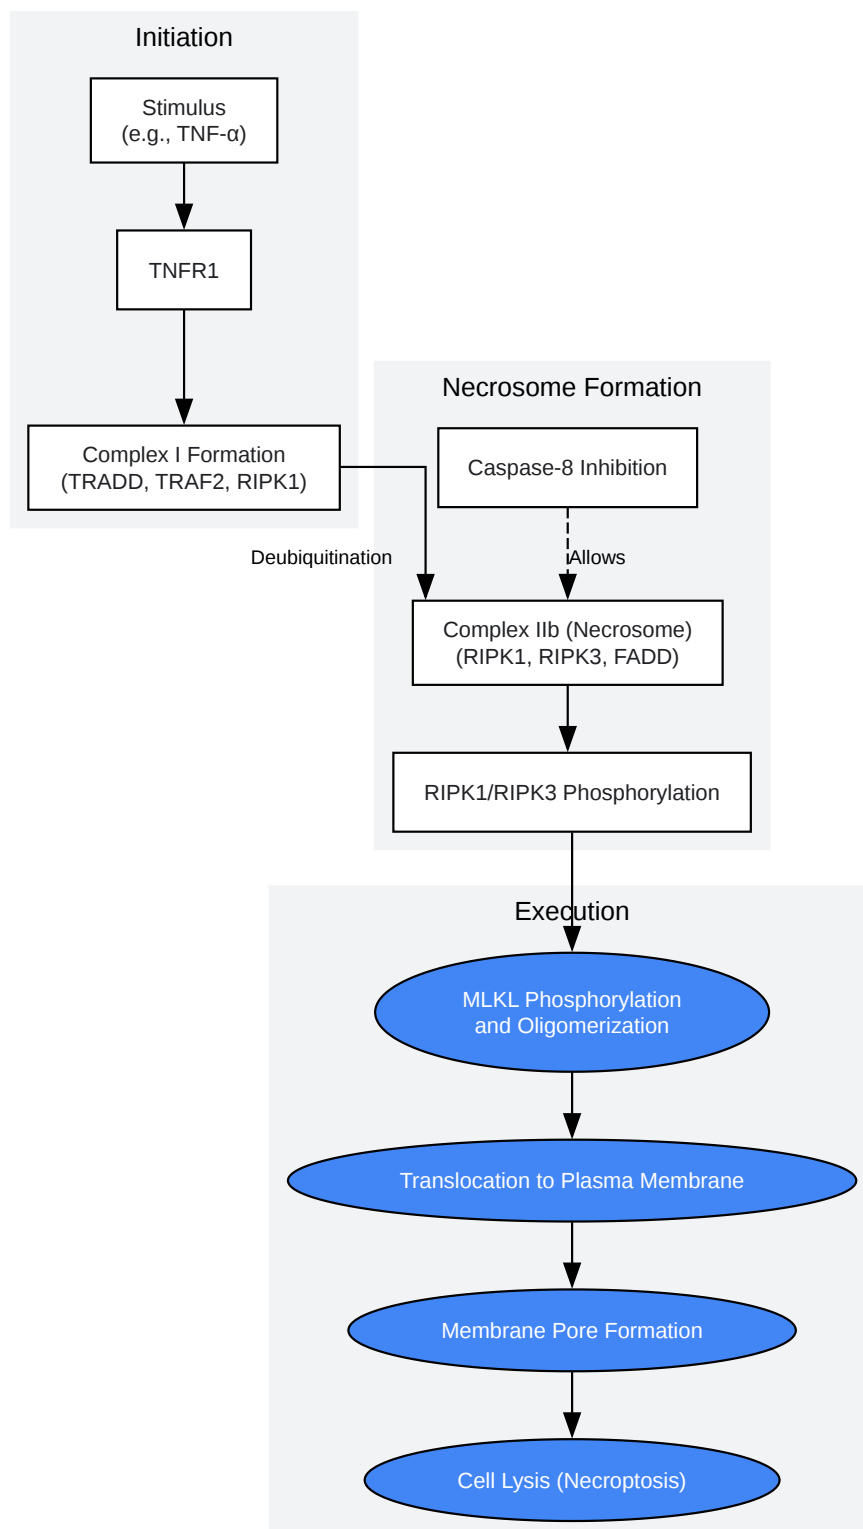 Initiation
Stimulus
(e.g., TNF-α)
TNFR1
Complex I Formation
(TRADD, TRAF2, RIPK1)
Necrosome Formation
Caspase-8 Inhibition
Deubiquitination
Allows
Complex IIb (Necrosome)
(RIPK1, RIPK3, FADD)
RIPK1/RIPK3 Phosphorylation
Execution
MLKL Phosphorylation
and Oligomerization
Translocation to Plasma Membrane
Membrane Pore Formation
Cell Lysis (Necroptosis)